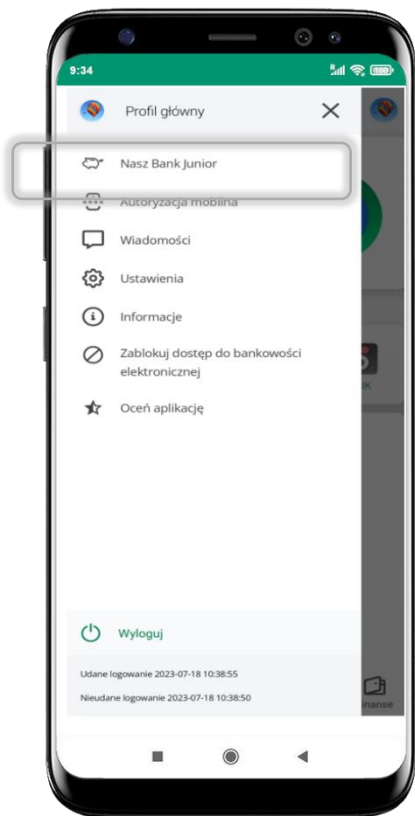 9:34
Profil główny
Nasz Bank Junior
Autoryzacja mobilna
Wiadomości
Ustawienia
Informacje
Zablokuj dostęp do bankowości
elektronicznej
Oceń aplikację
Wyloguj
Udane logowanie 2023-07-18 10:38:55
Nieudane logowanie 2023-07-18 10:38:50